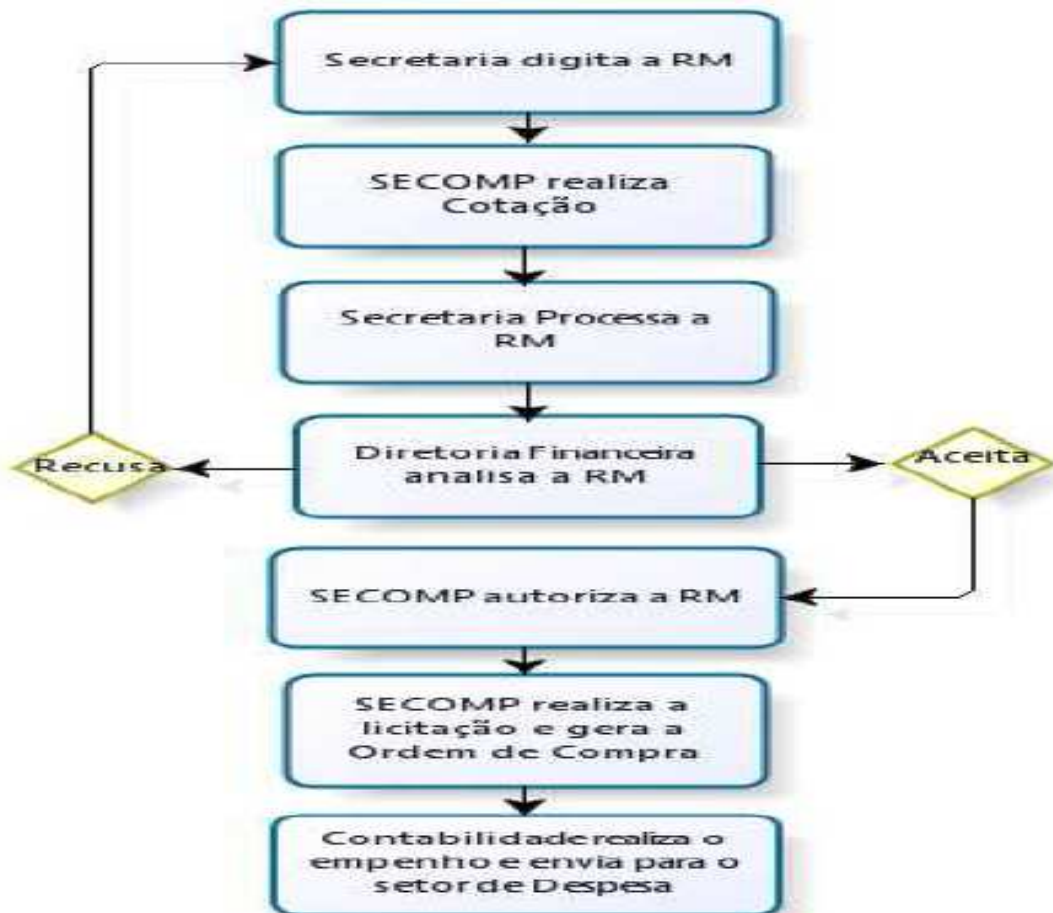 Secretaria digita a RM
SECOMP realiza
Cotação
Secretaria Processa a
RM
Recusa
Diretoria Financeira
analisa a RM
Aceita
SECOMP autoriza a RM
SECOMP realiza a
licitação e gera a
Ordem de Compra
Contabilidade realiza o
empenho e envia para o
setor de Despesa